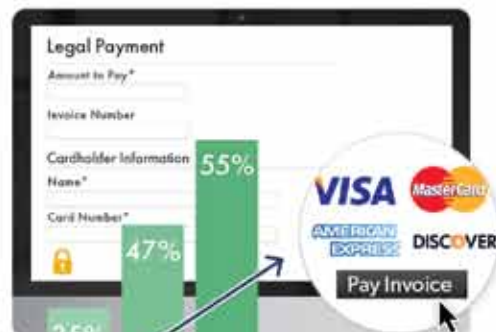 Legal Payment
Amount to Pay*
Invoice Number
Cardholder Information
Name*
Card Number*
55%
47%
VISA
MasterCard
AMERICAN
EXPRESS
DISCOVER
Pay Invoice